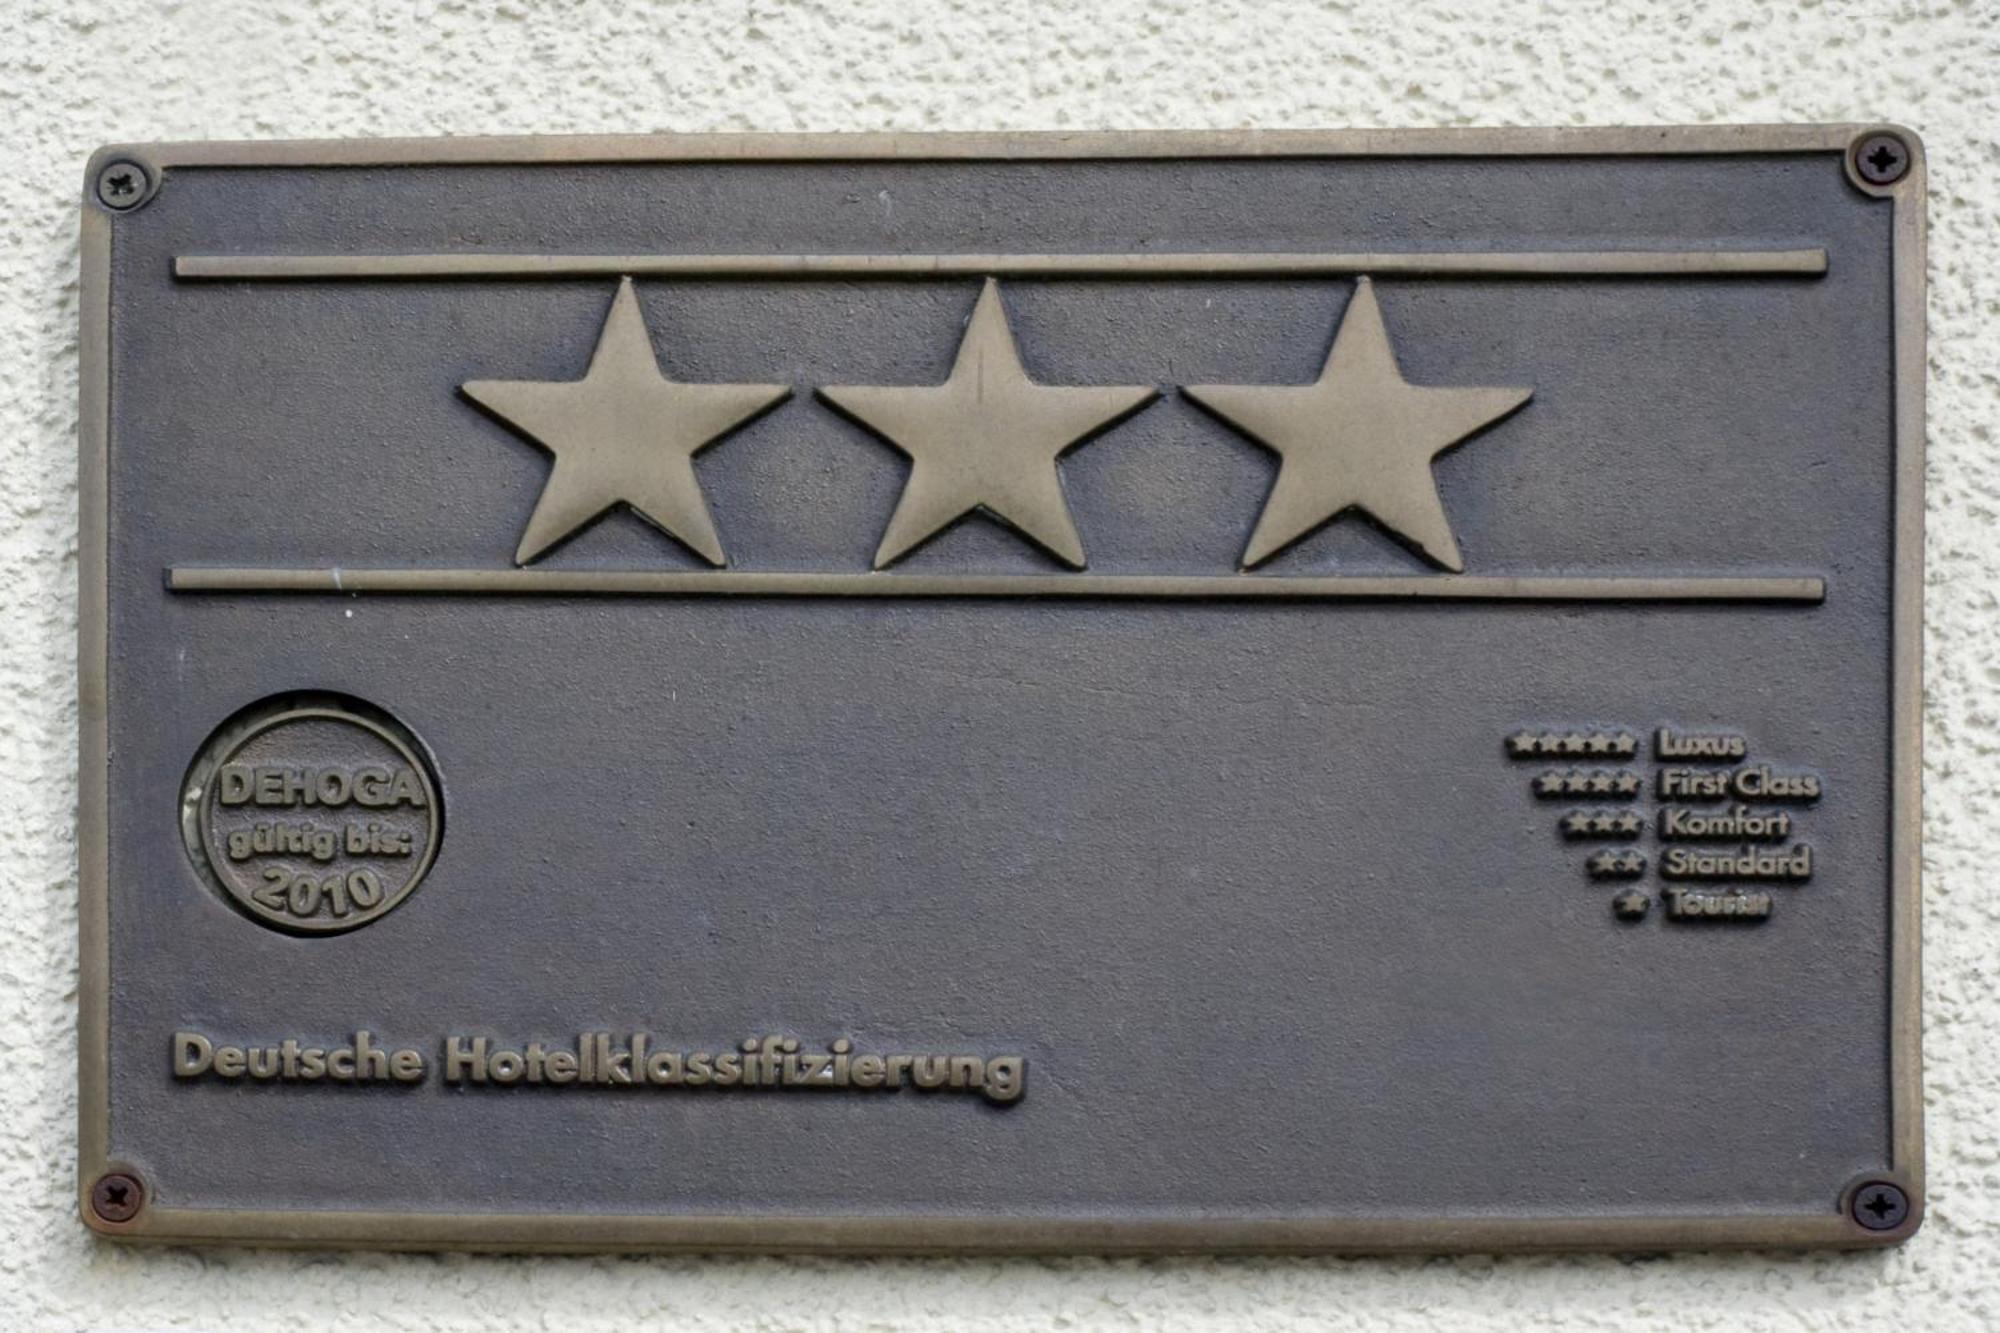 DEHOGA
gültig bis:
2010
★★★★★ Luxus
★★★★ First Class
★★★ Komfort
★★ Standard
★ Tourist
Deutsche Hotelklassifizierung